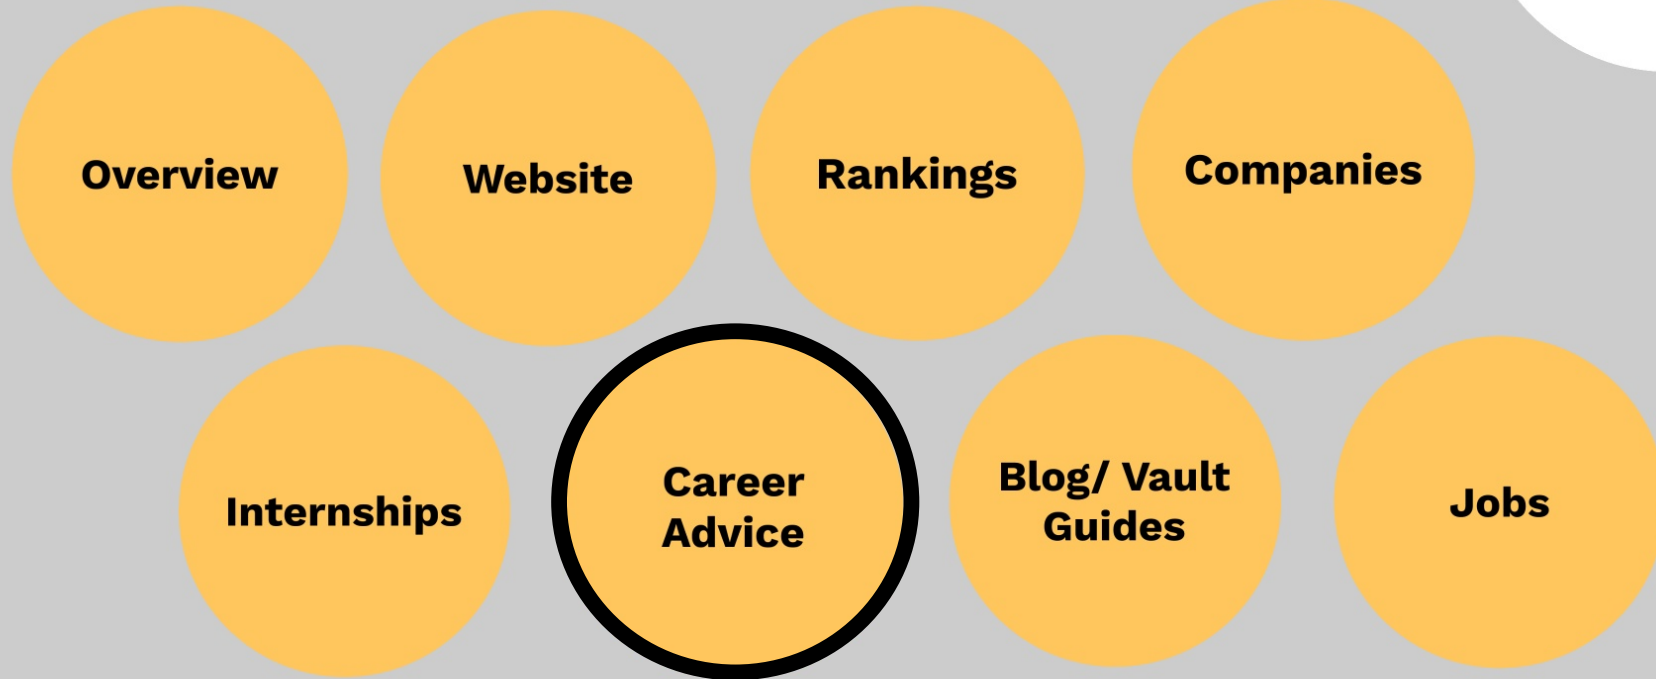 Overview
Website
Rankings
Companies
Internships
Career
Advice
Blog/ Vault
Guides
Jobs